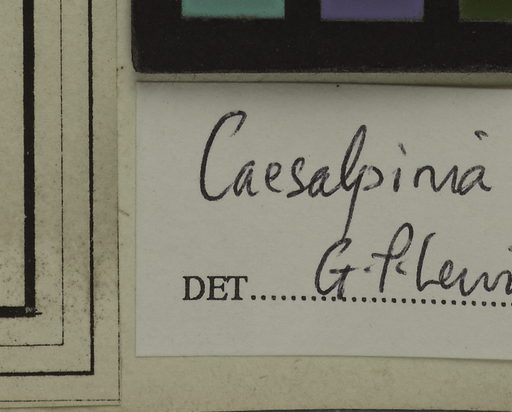 Caesalpinia
DET.......... G.P. Lewi